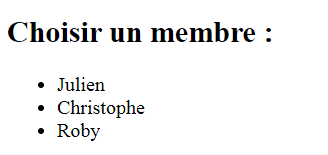 Choisir un membre :
Julien
Christophe
Roby